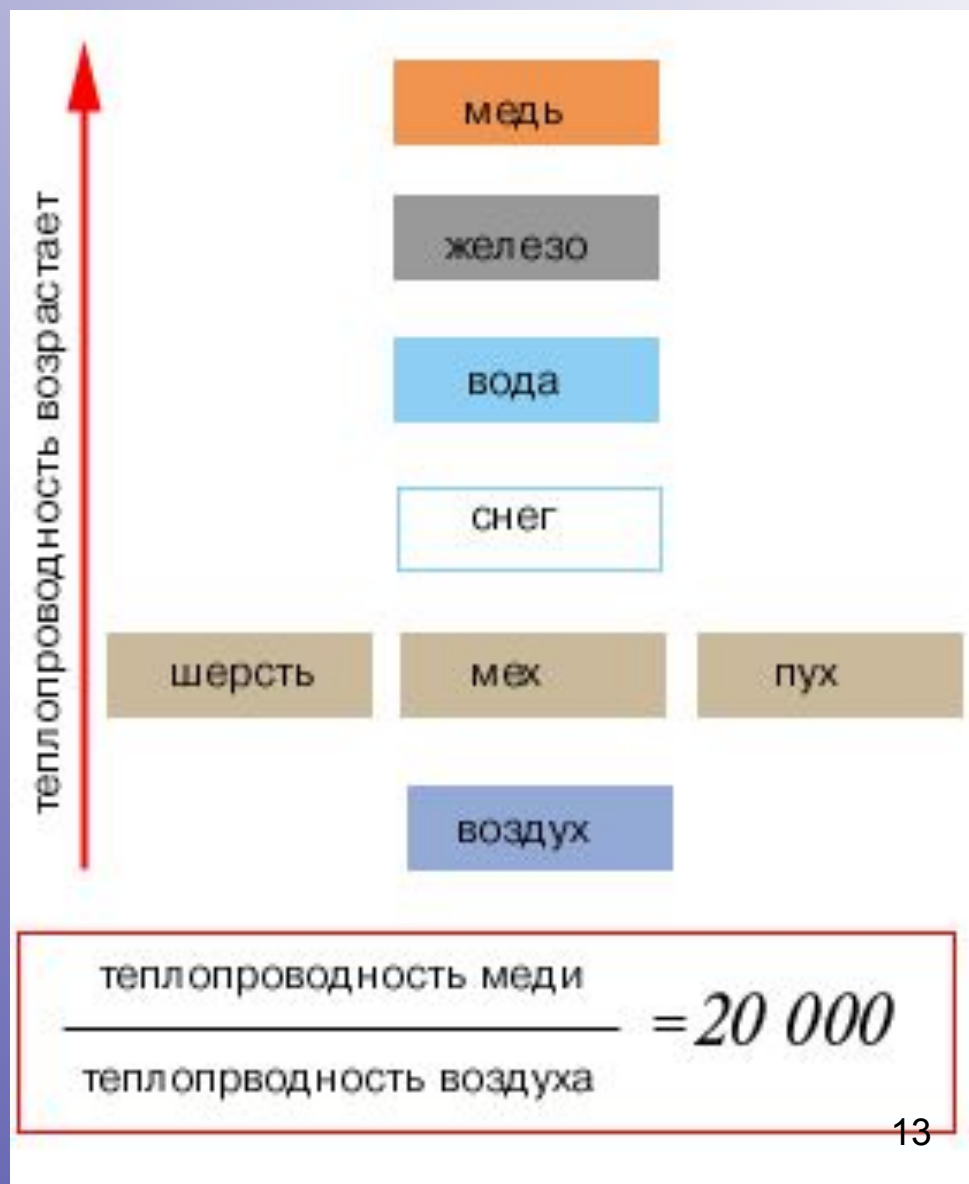 теплопроводность возрастает
медь
железо
вода
снег
шерсть мех пух
воздух
теплопроводность меди
= 20 000
теплопрводность воздуха
13